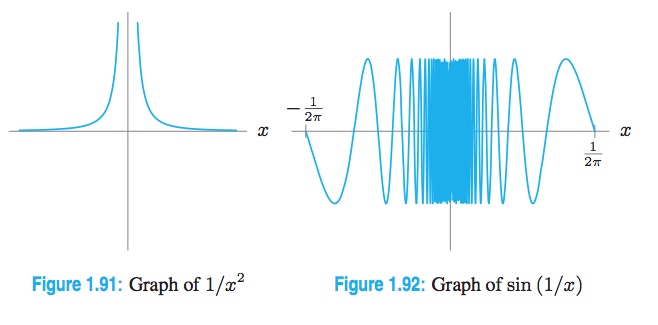 x
−1/2π
x
1/2π
Figure 1.91: Graph of 1/x²
Figure 1.92: Graph of sin (1/x)